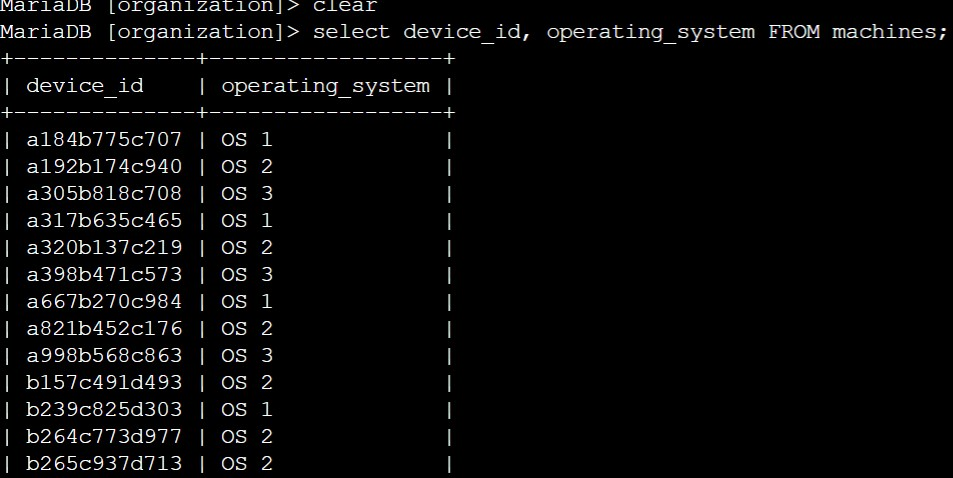 MariaDB [organization]> clear
MariaDB [organization]> select device_id, operating_system FROM machines;
+--------------+------------------+
| device_id    | operating_system |
+--------------+------------------+
| a184b775c707 | OS 1             |
| a192b174c940 | OS 2             |
| a305b818c708 | OS 3             |
| a317b635c465 | OS 1             |
| a320b137c219 | OS 2             |
| a398b471c573 | OS 3             |
| a667b270c984 | OS 1             |
| a821b452c176 | OS 2             |
| a998b568c863 | OS 3             |
| b157c491d493 | OS 2             |
| b239c825d303 | OS 1             |
| b264c773d977 | OS 2             |
| b265c937d713 | OS 2             |